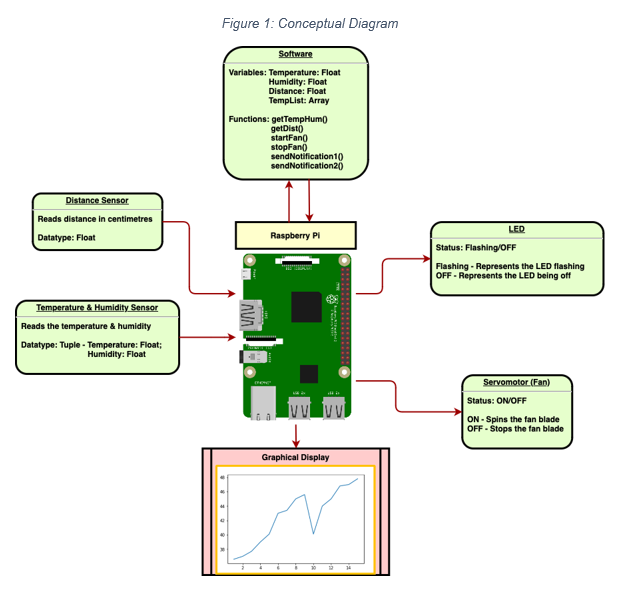 Figure 1: Conceptual Diagram
Software
Variables: Temperature: Float
Humidity: Float
Distance: Float
TempList: Array
Functions: getTempHum()
getDist()
startFan()
stopFan()
sendNotification1()
sendNotification2()
Distance Sensor
Reads distance in centimetres
Datatype: Float
Raspberry Pi
LED
Status: Flashing/OFF
Flashing - Represents the LED flashing
OFF - Represents the LED being off
Temperature & Humidity Sensor
Reads the temperature & humidity
Datatype: Tuple - Temperature: Float;
Humidity: Float
Servomotor (Fan)
Status: ON/OFF
ON - Spins the fan blade
OFF - Stops the fan blade
Graphical Display
48
46
44
42
40
38
2 4 6 8 10 12 14